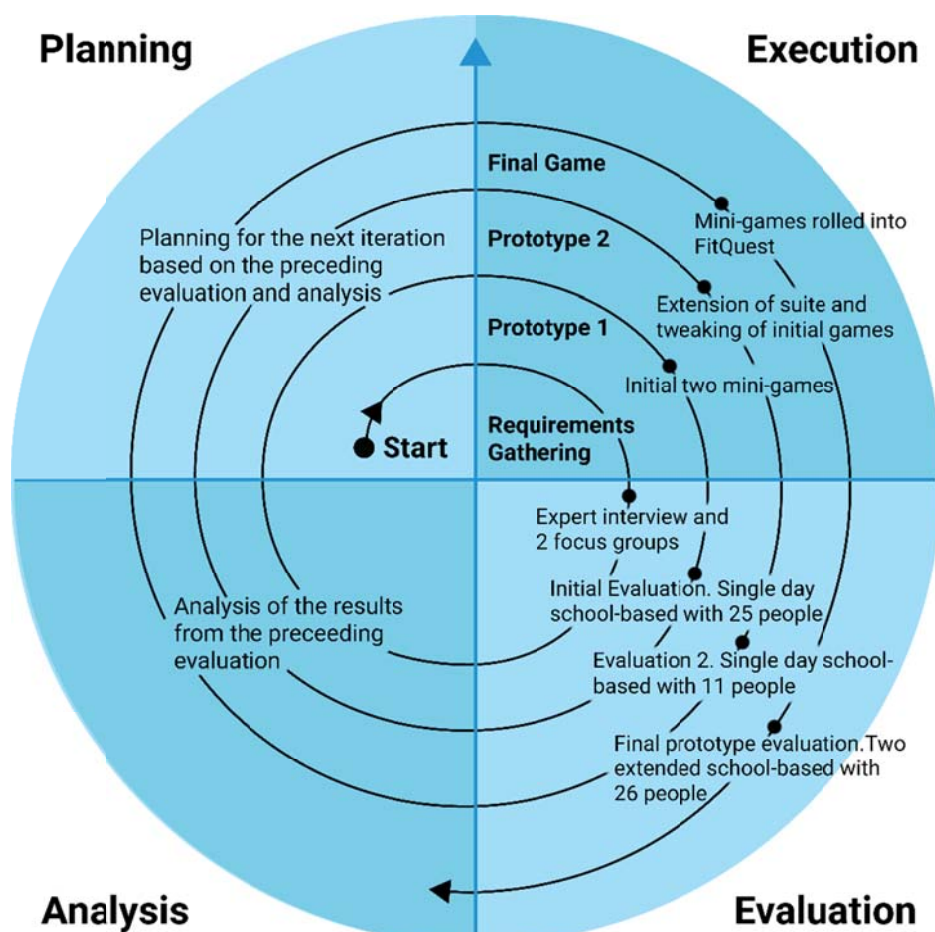 Planning
Execution
Final Game
Mini-games rolled into
FitQuest
Planning for the next iteration
based on the preceding
evaluation and analysis
Prototype 2
Extension of suite and
tweaking of initial games
Prototype 1
Initial two mini-games
Start
Requirements
Gathering
Expert interview and
2 focus groups
Initial Evaluation. Single day
school-based with 25 people
Analysis of the results
from the preceeding
evaluation
Evaluation 2. Single day school-
based with 11 people
Final prototype evaluation.Two
extended school-based with
26 people
Analysis
Evaluation